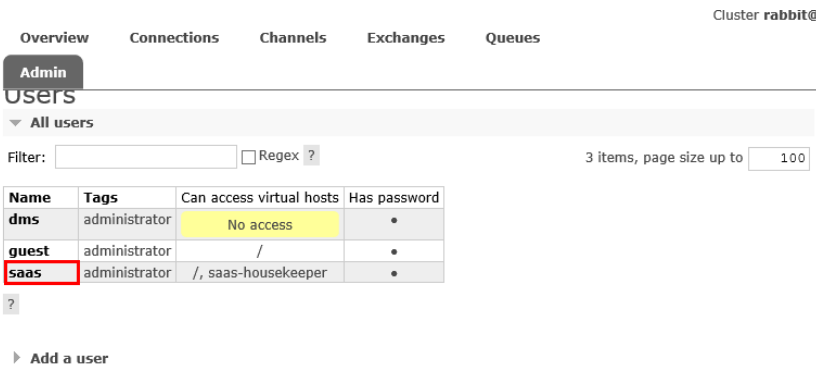 Cluster rabbit@
Overview Connections Channels Exchanges Queues
Admin
Users
All users
Filter: Regex ? 3 items, page size up to 100
Name Tags Can access virtual hosts Has password
dms administrator No access •
guest administrator / •
saas administrator /, saas-housekeeper •
?
Add a user